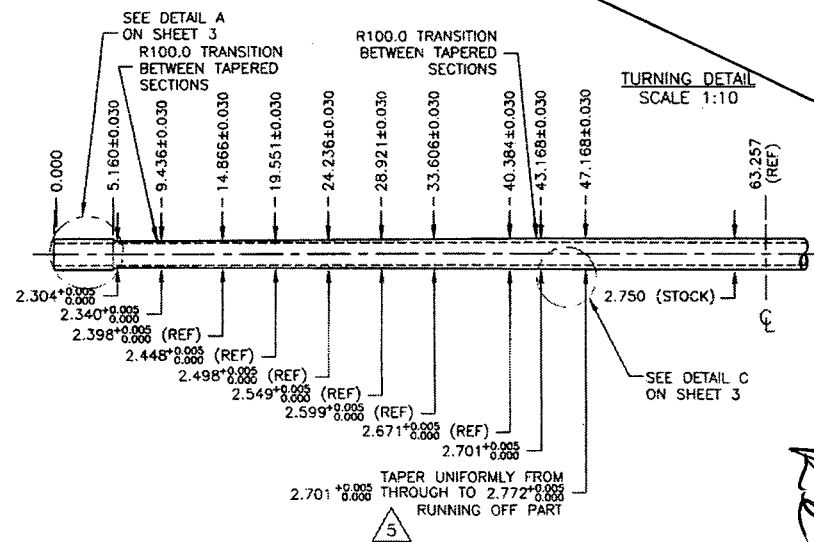 SEE DETAIL A
ON SHEET 3
R100.0 TRANSITION
BETWEEN TAPERED
SECTIONS
R100.0 TRANSITION
BETWEEN TAPERED
SECTIONS
TURNING DETAIL
SCALE 1:10
0.000
5.160±0.030
9.436±0.030
14.866±0.030
19.551±0.030
24.236±0.030
28.921±0.030
33.606±0.030
40.384±0.030
43.168±0.030
47.168±0.030
63.257
(REF)
2.304+0.005 0.000
2.340+0.005 0.000
2.398+0.005 0.000 (REF)
2.448+0.005 0.000 (REF)
2.498+0.005 0.000 (REF)
2.549+0.005 0.000 (REF)
2.599+0.005 0.000 (REF)
2.671+0.005 0.000 (REF)
2.701+0.005 0.000
2.750 (STOCK)
℄
SEE DETAIL C
ON SHEET 3
TAPER UNIFORMLY FROM
2.701 +0.005 0.000 THROUGH TO 2.772+0.005 0.000
RUNNING OFF PART
5